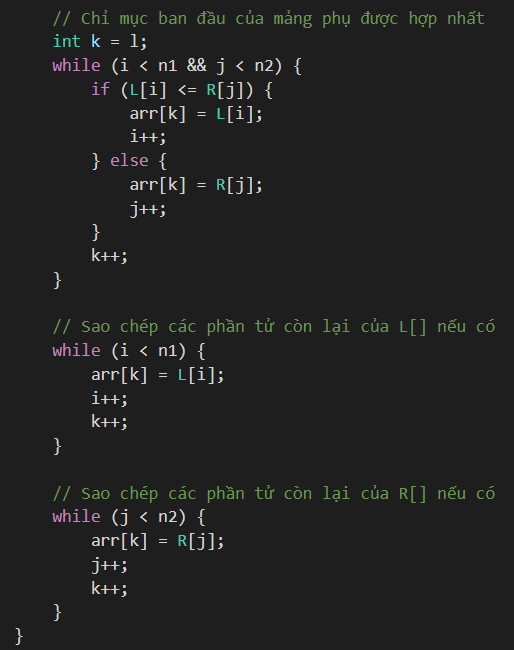 // Chỉ mục ban đầu của mảng phụ được hợp nhất
int k = l;
while (i < n1 && j < n2) {
if (L[i] <= R[j]) {
arr[k] = L[i];
i++;
} else {
arr[k] = R[j];
j++;
}
k++;
}
// Sao chép các phần tử còn lại của L[] nếu có
while (i < n1) {
arr[k] = L[i];
i++;
k++;
}
// Sao chép các phần tử còn lại của R[] nếu có
while (j < n2) {
arr[k] = R[j];
j++;
k++;
}
}